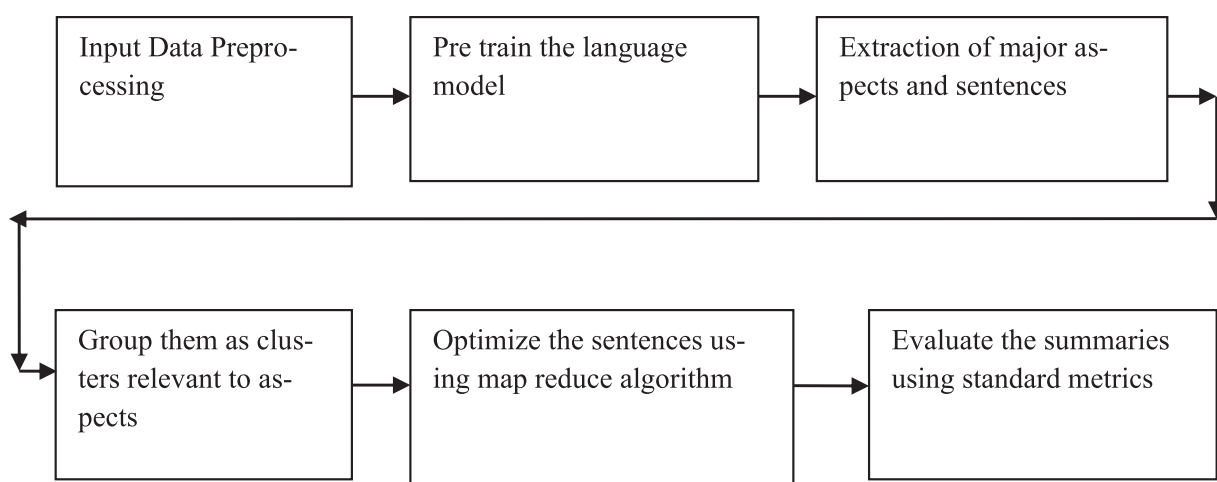 Input Data Prepro-
cessing
Pre train the language
model
Extraction of major as-
pects and sentences
Group them as clus-
ters relevant to as-
pects
Optimize the sentences us-
ing map reduce algorithm
Evaluate the summaries
using standard metrics